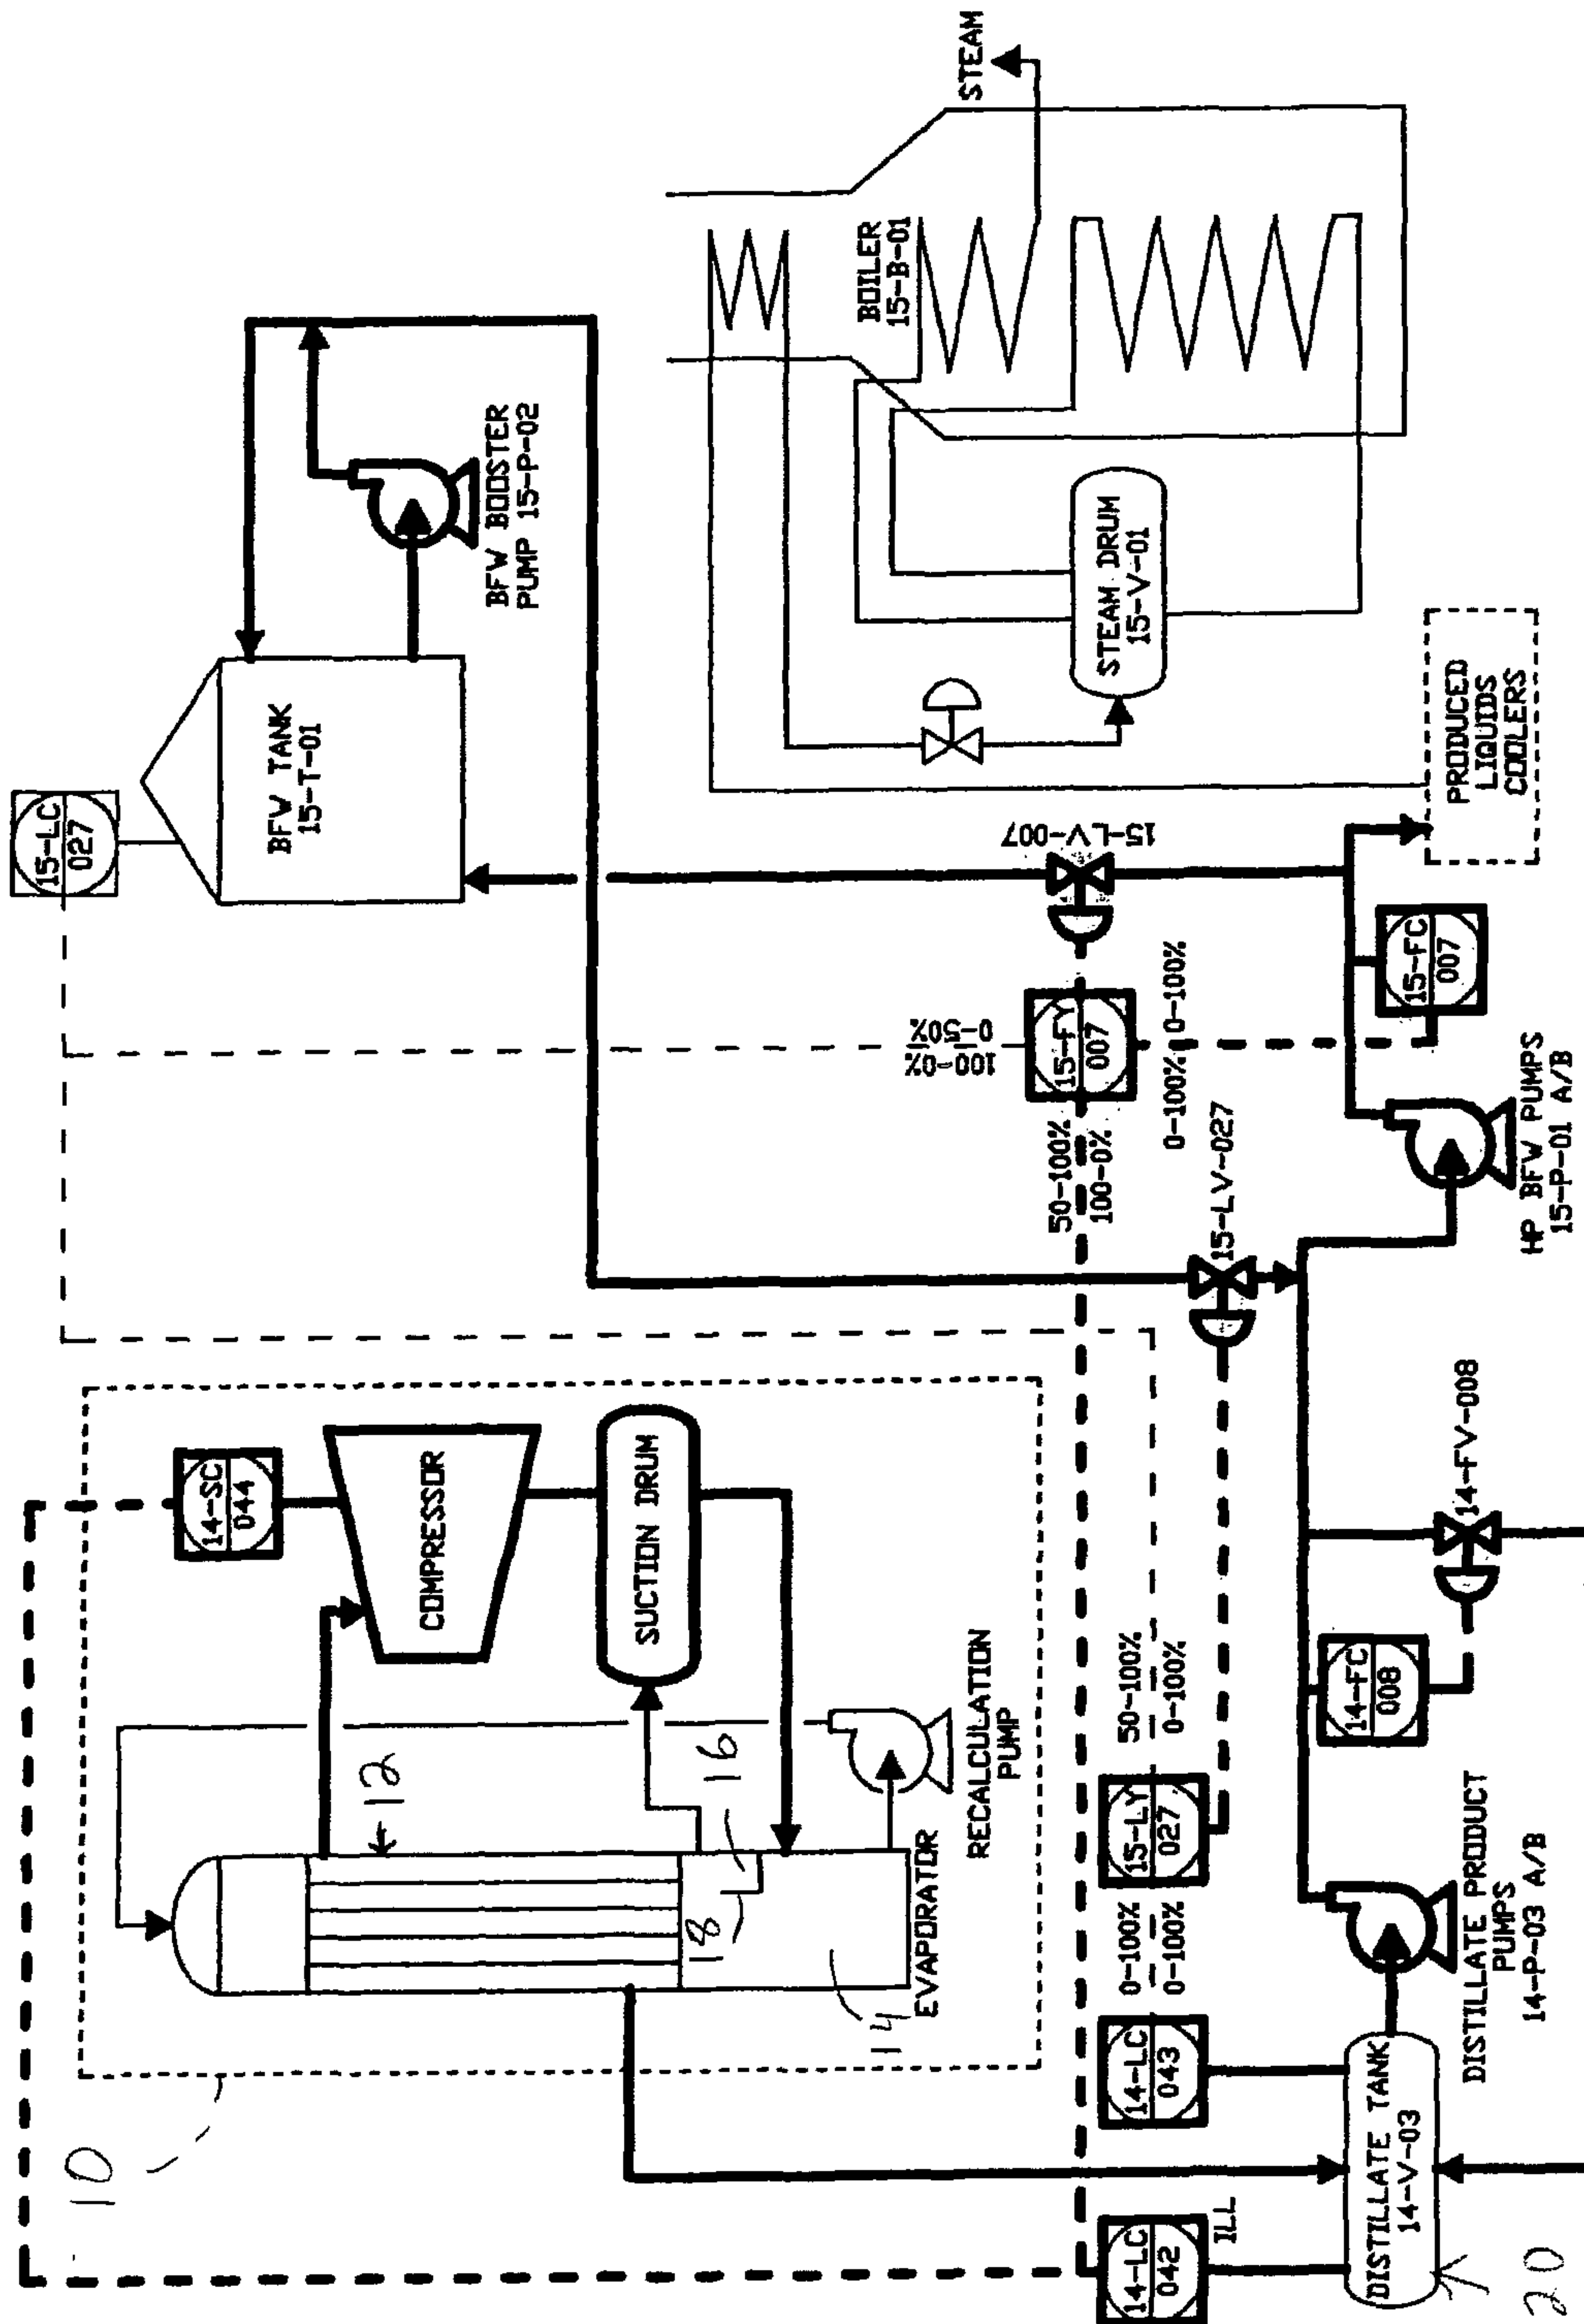 10
14-SC
044
COMPRESSOR
SUCTION DRUM
12
16
18
14
EVAPORATOR
RECALCULATION
PUMP
15-LC
027
BFW TANK
15-T-01
BFW BOOSTER
PUMP 15-P-02
STEAM
BOILER
15-B-01
STEAM DRUM
15-V-01
PRODUCED
LIQUIDS
COOLERS
15-LV-007
100-0%
0-50%
15-FY
007
50-100%
100-0%
0-100%
0-100%
15-FC
007
15-LV-027
HP BFW PUMPS
15-P-01 A/B
14-LC
042
ILL
14-LC
043
0-100%
0-100%
15-LY
027
50-100%
0-100%
14-FC
008
14-FV-008
DISTILLATE TANK
14-V-03
DISTILLATE PRODUCT
PUMPS
14-P-03 A/B
20